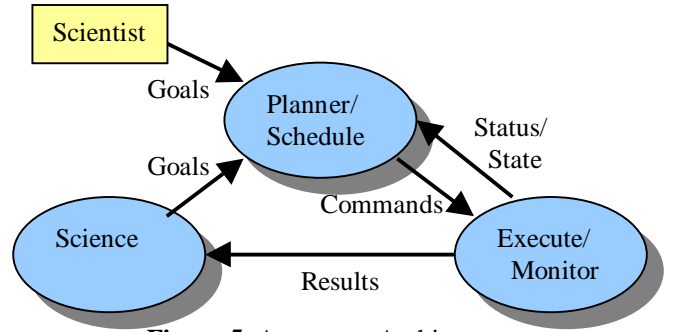 Scientist
Goals
Planner/
Schedule
Status/
State
Goals
Commands
Science
Execute/
Monitor
Results